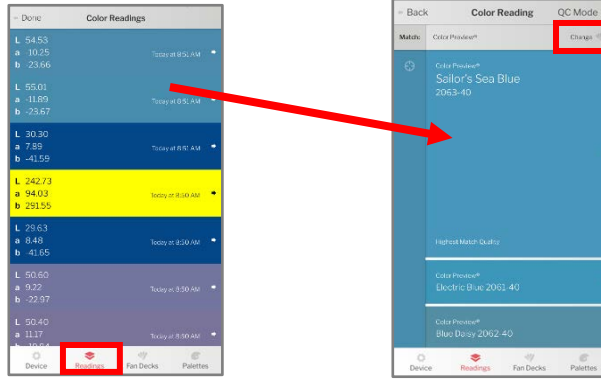 Done
Color Readings
L 54.53
a -10.25
b -23.66
Today at 8:51 AM
L 55.01
a -11.89
b -23.67
Today at 8:51 AM
L 30.30
a 7.89
b -41.59
Today at 8:51 AM
L 242.73
a 94.03
b 291.55
Today at 8:50 AM
L 29.63
a 8.48
b -41.65
Today at 8:50 AM
L 50.60
a 9.22
b -22.97
Today at 8:50 AM
L 50.40
a 11.17
Today at 8:50 AM
Device Readings Fan Decks Palettes
Back
Color Reading
QC Mode
Match: Color Preview®
Change
Color Preview®
Sailor's Sea Blue
2063-40
Highest Match Quality
Color Preview®
Electric Blue 2061-40
Color Preview®
Blue Daisy 2062-40
Device Readings Fan Decks Palettes